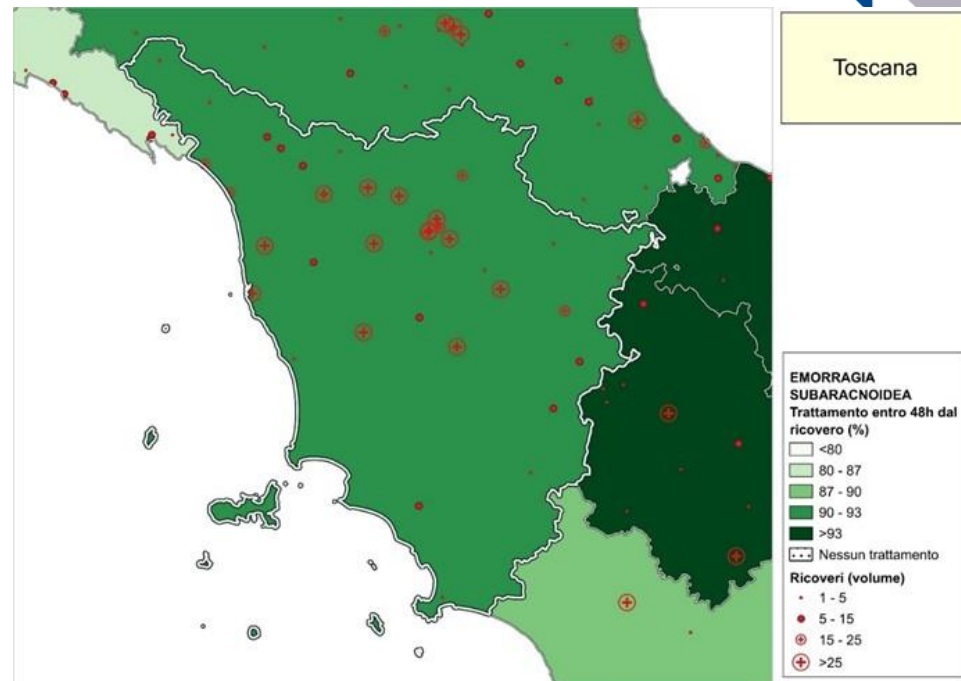 Toscana
EMORRAGIA
SUBARACNOIDEA
Trattamento entro 48h dal
ricovero (%)
<80
80 - 87
87 - 90
90 - 93
>93
Nessun trattamento
Ricoveri (volume)
1 - 5
5 - 15
15 - 25
>25